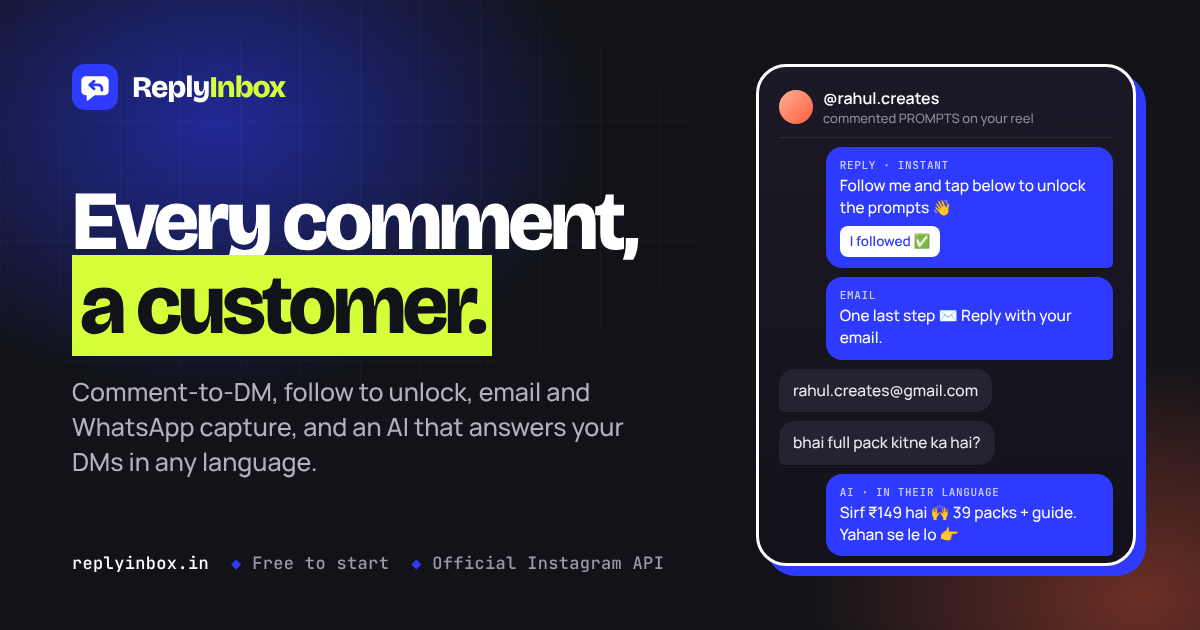 ReplyInbox
Every comment,
a customer.
Comment-to-DM, follow to unlock, email and
WhatsApp capture, and an AI that answers your
DMs in any language.
replyinbox.in ◆ Free to start ◆ Official Instagram API
@rahul.creates
commented PROMPTS on your reel
REPLY · INSTANT
Follow me and tap below to unlock
the prompts 👋
I followed ✅
EMAIL
One last step ✉️ Reply with your
email.
rahul.creates@gmail.com
bhai full pack kitne ka hai?
AI · IN THEIR LANGUAGE
Sirf ₹149 hai 🙌 39 packs + guide.
Yahan se le lo 👉